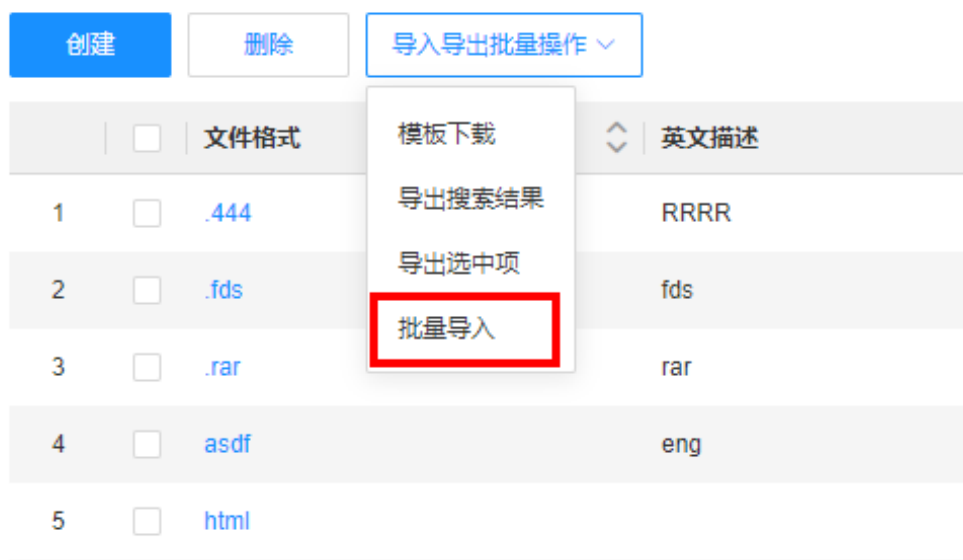 创建 删除 导入导出批量操作
模板下载
导出搜索结果
导出选中项
批量导入
文件格式 英文描述
1 .444 RRRR
2 .fds fds
3 .rar rar
4 asdf eng
5 html